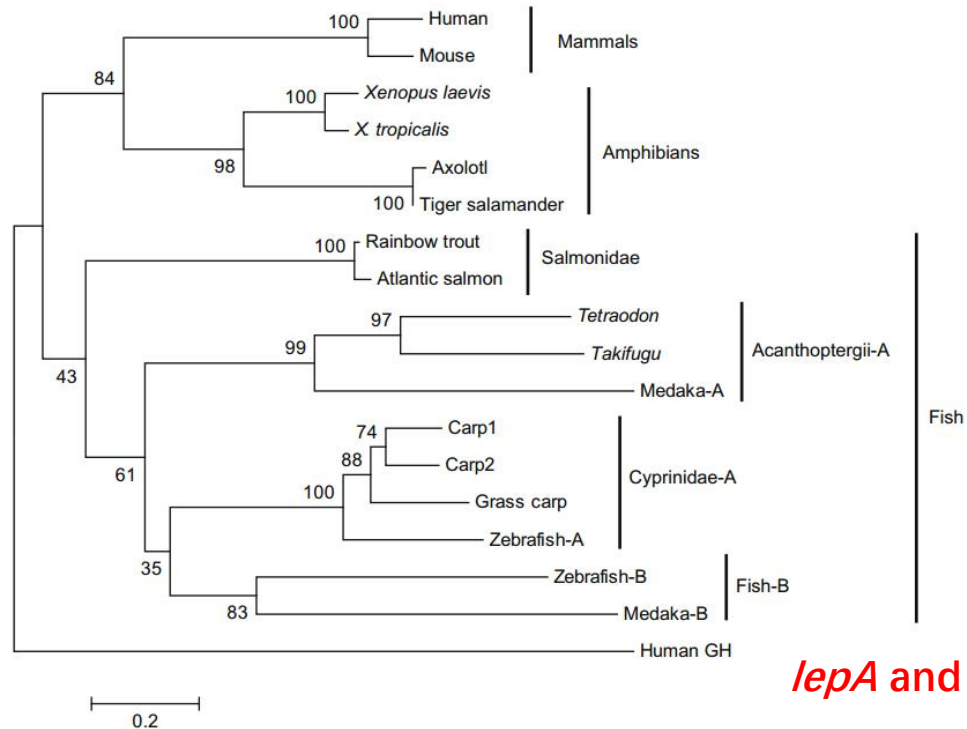 100
Human
Mouse
Mammals
84
100
Xenopus laevis
X. tropicalis
98
Axolotl
100
Tiger salamander
Amphibians
100
Rainbow trout
Atlantic salmon
Salmonidae
43
97
Tetraodon
99
Takifugu
Medaka-A
Acanthoptergii-A
Fish
61
74
Carp1
88
Carp2
100
Grass carp
Zebrafish-A
Cyprinidae-A
35
Zebrafish-B
83
Medaka-B
Fish-B
Human GH
lepA and
0.2